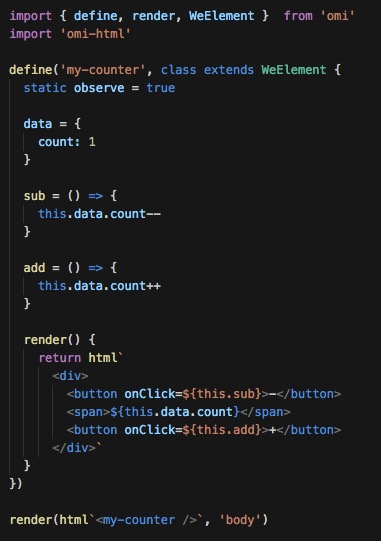 import { define, render, WeElement }  from 'omi'
import 'omi-html'

define('my-counter', class extends WeElement {
  static observe = true

  data = {
    count: 1
  }

  sub = () => {
    this.data.count--
  }

  add = () => {
    this.data.count++
  }

  render() {
    return html`
      <div>
        <button onClick=${this.sub}>-</button>
        <span>${this.data.count}</span>
        <button onClick=${this.add}>+</button>
      </div>`
  }
})

render(html`<my-counter />`, 'body')